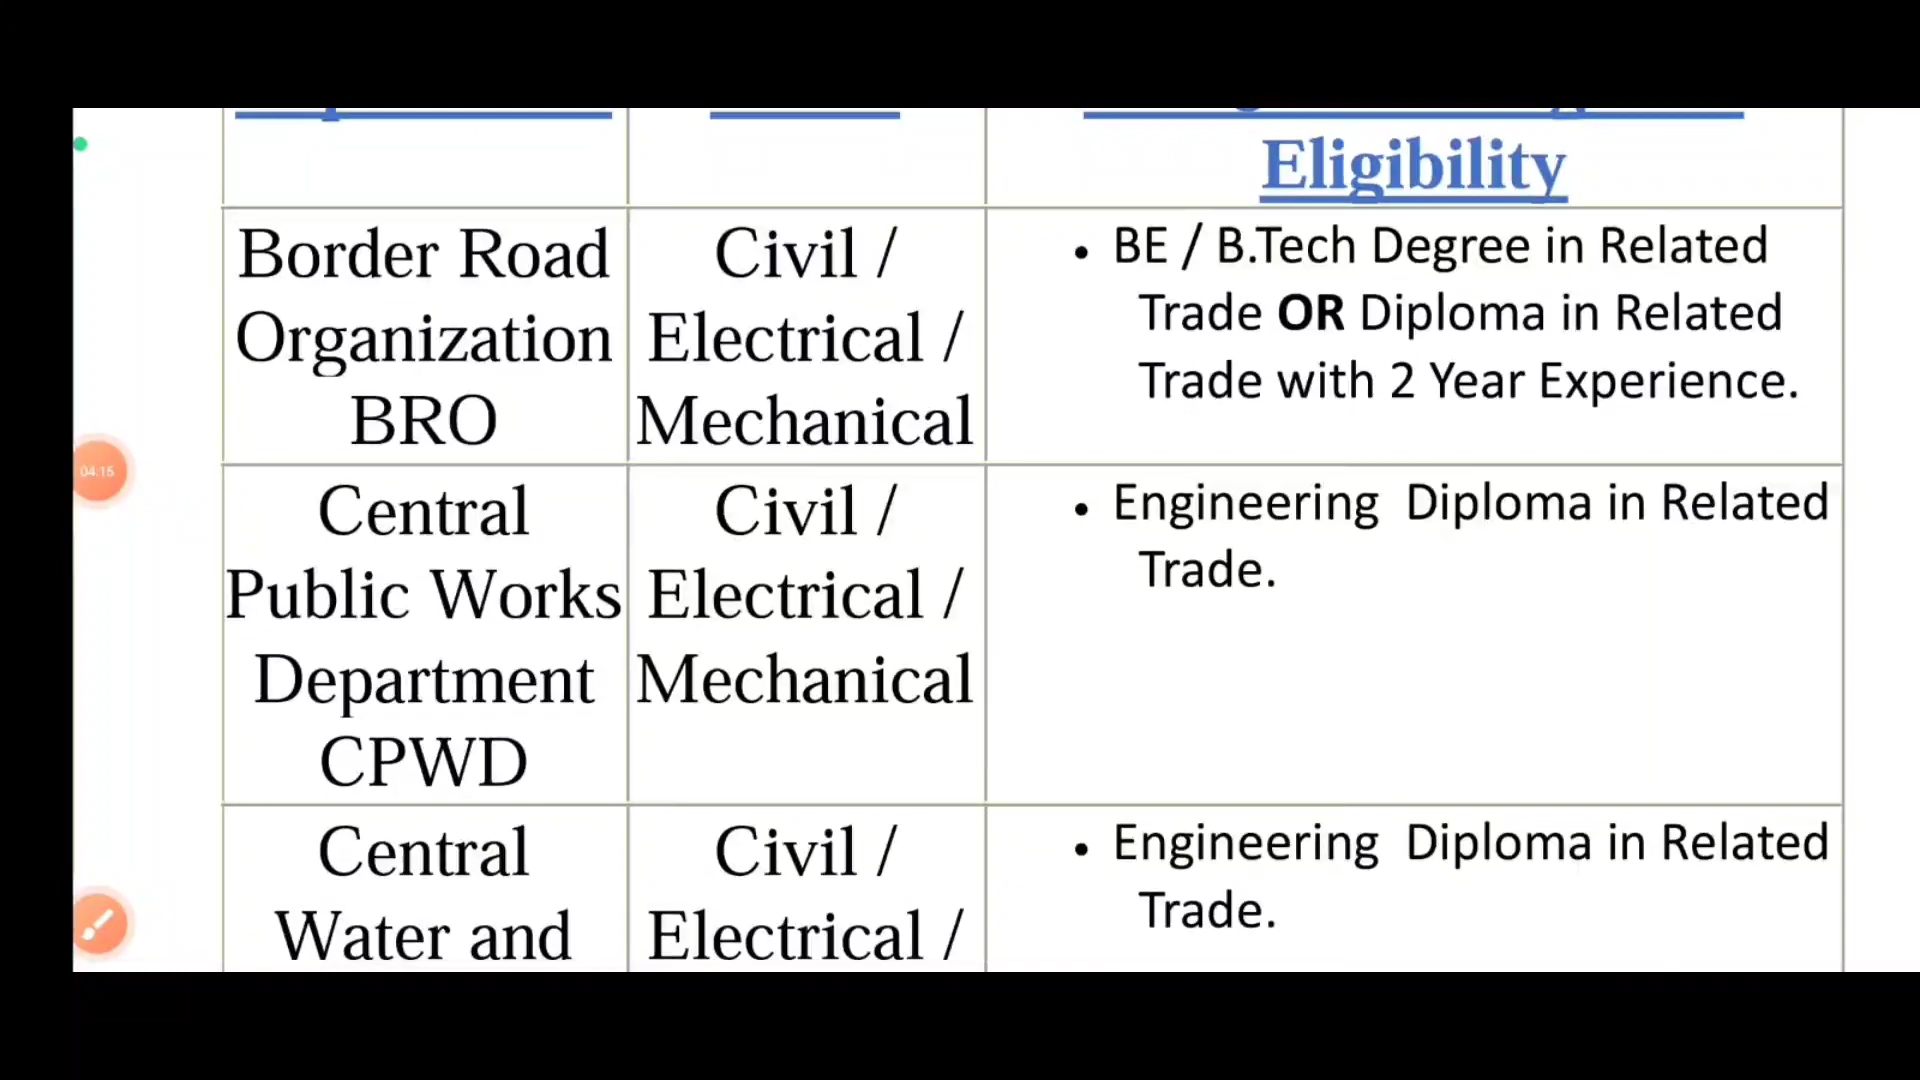 Eligibility
Border Road
Organization
BRO
Civil /
Electrical /
Mechanical
• BE / B.Tech Degree in Related
Trade OR Diploma in Related
Trade with 2 Year Experience.
Central
Public Works
Department
CPWD
Civil /
Electrical /
Mechanical
• Engineering Diploma in Related
Trade.
Central
Water and
Civil /
Electrical /
• Engineering Diploma in Related
Trade.
04:15